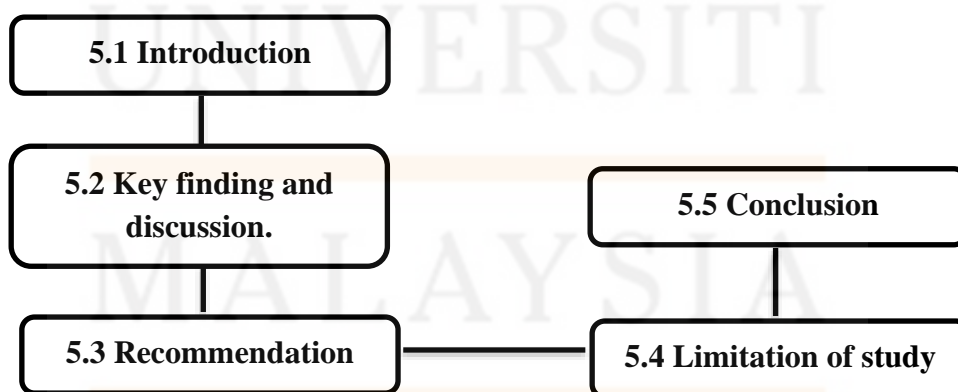 UNIVERSITI
5.1 Introduction
5.2 Key finding and
discussion.
5.5 Conclusion
MALAYSIA
5.3 Recommendation
5.4 Limitation of study